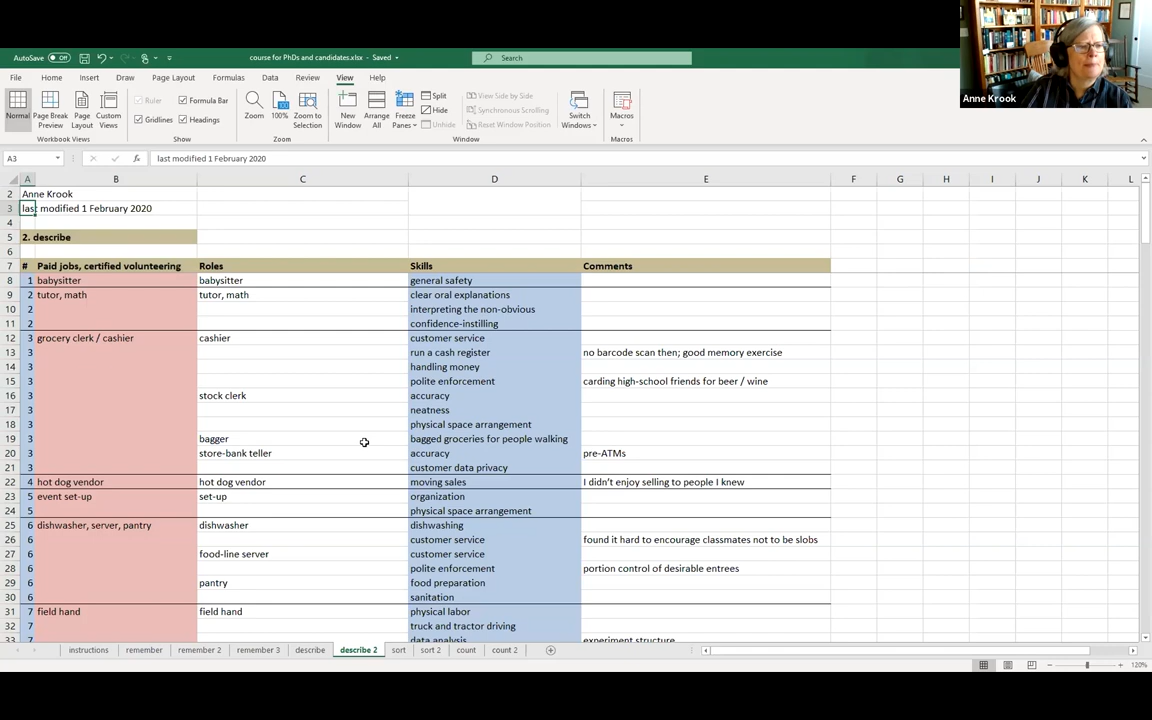 AutoSave Off
course for PhDs and candidates.xlsx - Saved
Search
File Home Insert Draw Page Layout Formulas Data Review View Help
Normal
Page Break Preview
Page Layout
Custom Views
Ruler
Formula Bar
Gridlines
Headings
Zoom
100%
Zoom to Selection
New Window
Arrange All
Freeze Panes
Split
Hide
Unhide
View Side by Side
Synchronous Scrolling
Reset Window Position
Switch Windows
Macros
Workbook Views Show Zoom Window Macros
Anne Krook
A3 fx last modified 1 February 2020
A B C D E F G H I J K L
2 Anne Krook
3 last modified 1 February 2020
4
5 2. describe
6
7 # Paid jobs, certified volunteering Roles Skills Comments
8 1 babysitter babysitter general safety
9 2 tutor, math tutor, math clear oral explanations
10 2 interpreting the non-obvious
11 2 confidence-instilling
12 3 grocery clerk / cashier cashier customer service
13 3 run a cash register no barcode scan then; good memory exercise
14 3 handling money
15 3 polite enforcement carding high-school friends for beer / wine
16 3 stock clerk accuracy
17 3 neatness
18 3 physical space arrangement
19 3 bagger bagged groceries for people walking
20 3 store-bank teller accuracy pre-ATMs
21 3 customer data privacy
22 4 hot dog vendor hot dog vendor moving sales I didn't enjoy selling to people I knew
23 5 event set-up set-up organization
24 5 physical space arrangement
25 6 dishwasher, server, pantry dishwasher dishwashing
26 6 customer service found it hard to encourage classmates not to be slobs
27 6 food-line server customer service
28 6 polite enforcement portion control of desirable entrees
29 6 pantry food preparation
30 6 sanitation
31 7 field hand field hand physical labor
32 7 truck and tractor driving
33 7 data analysis experiment structure
instructions remember remember 2 remember 3 describe describe 2 sort sort 2 count count 2
120%